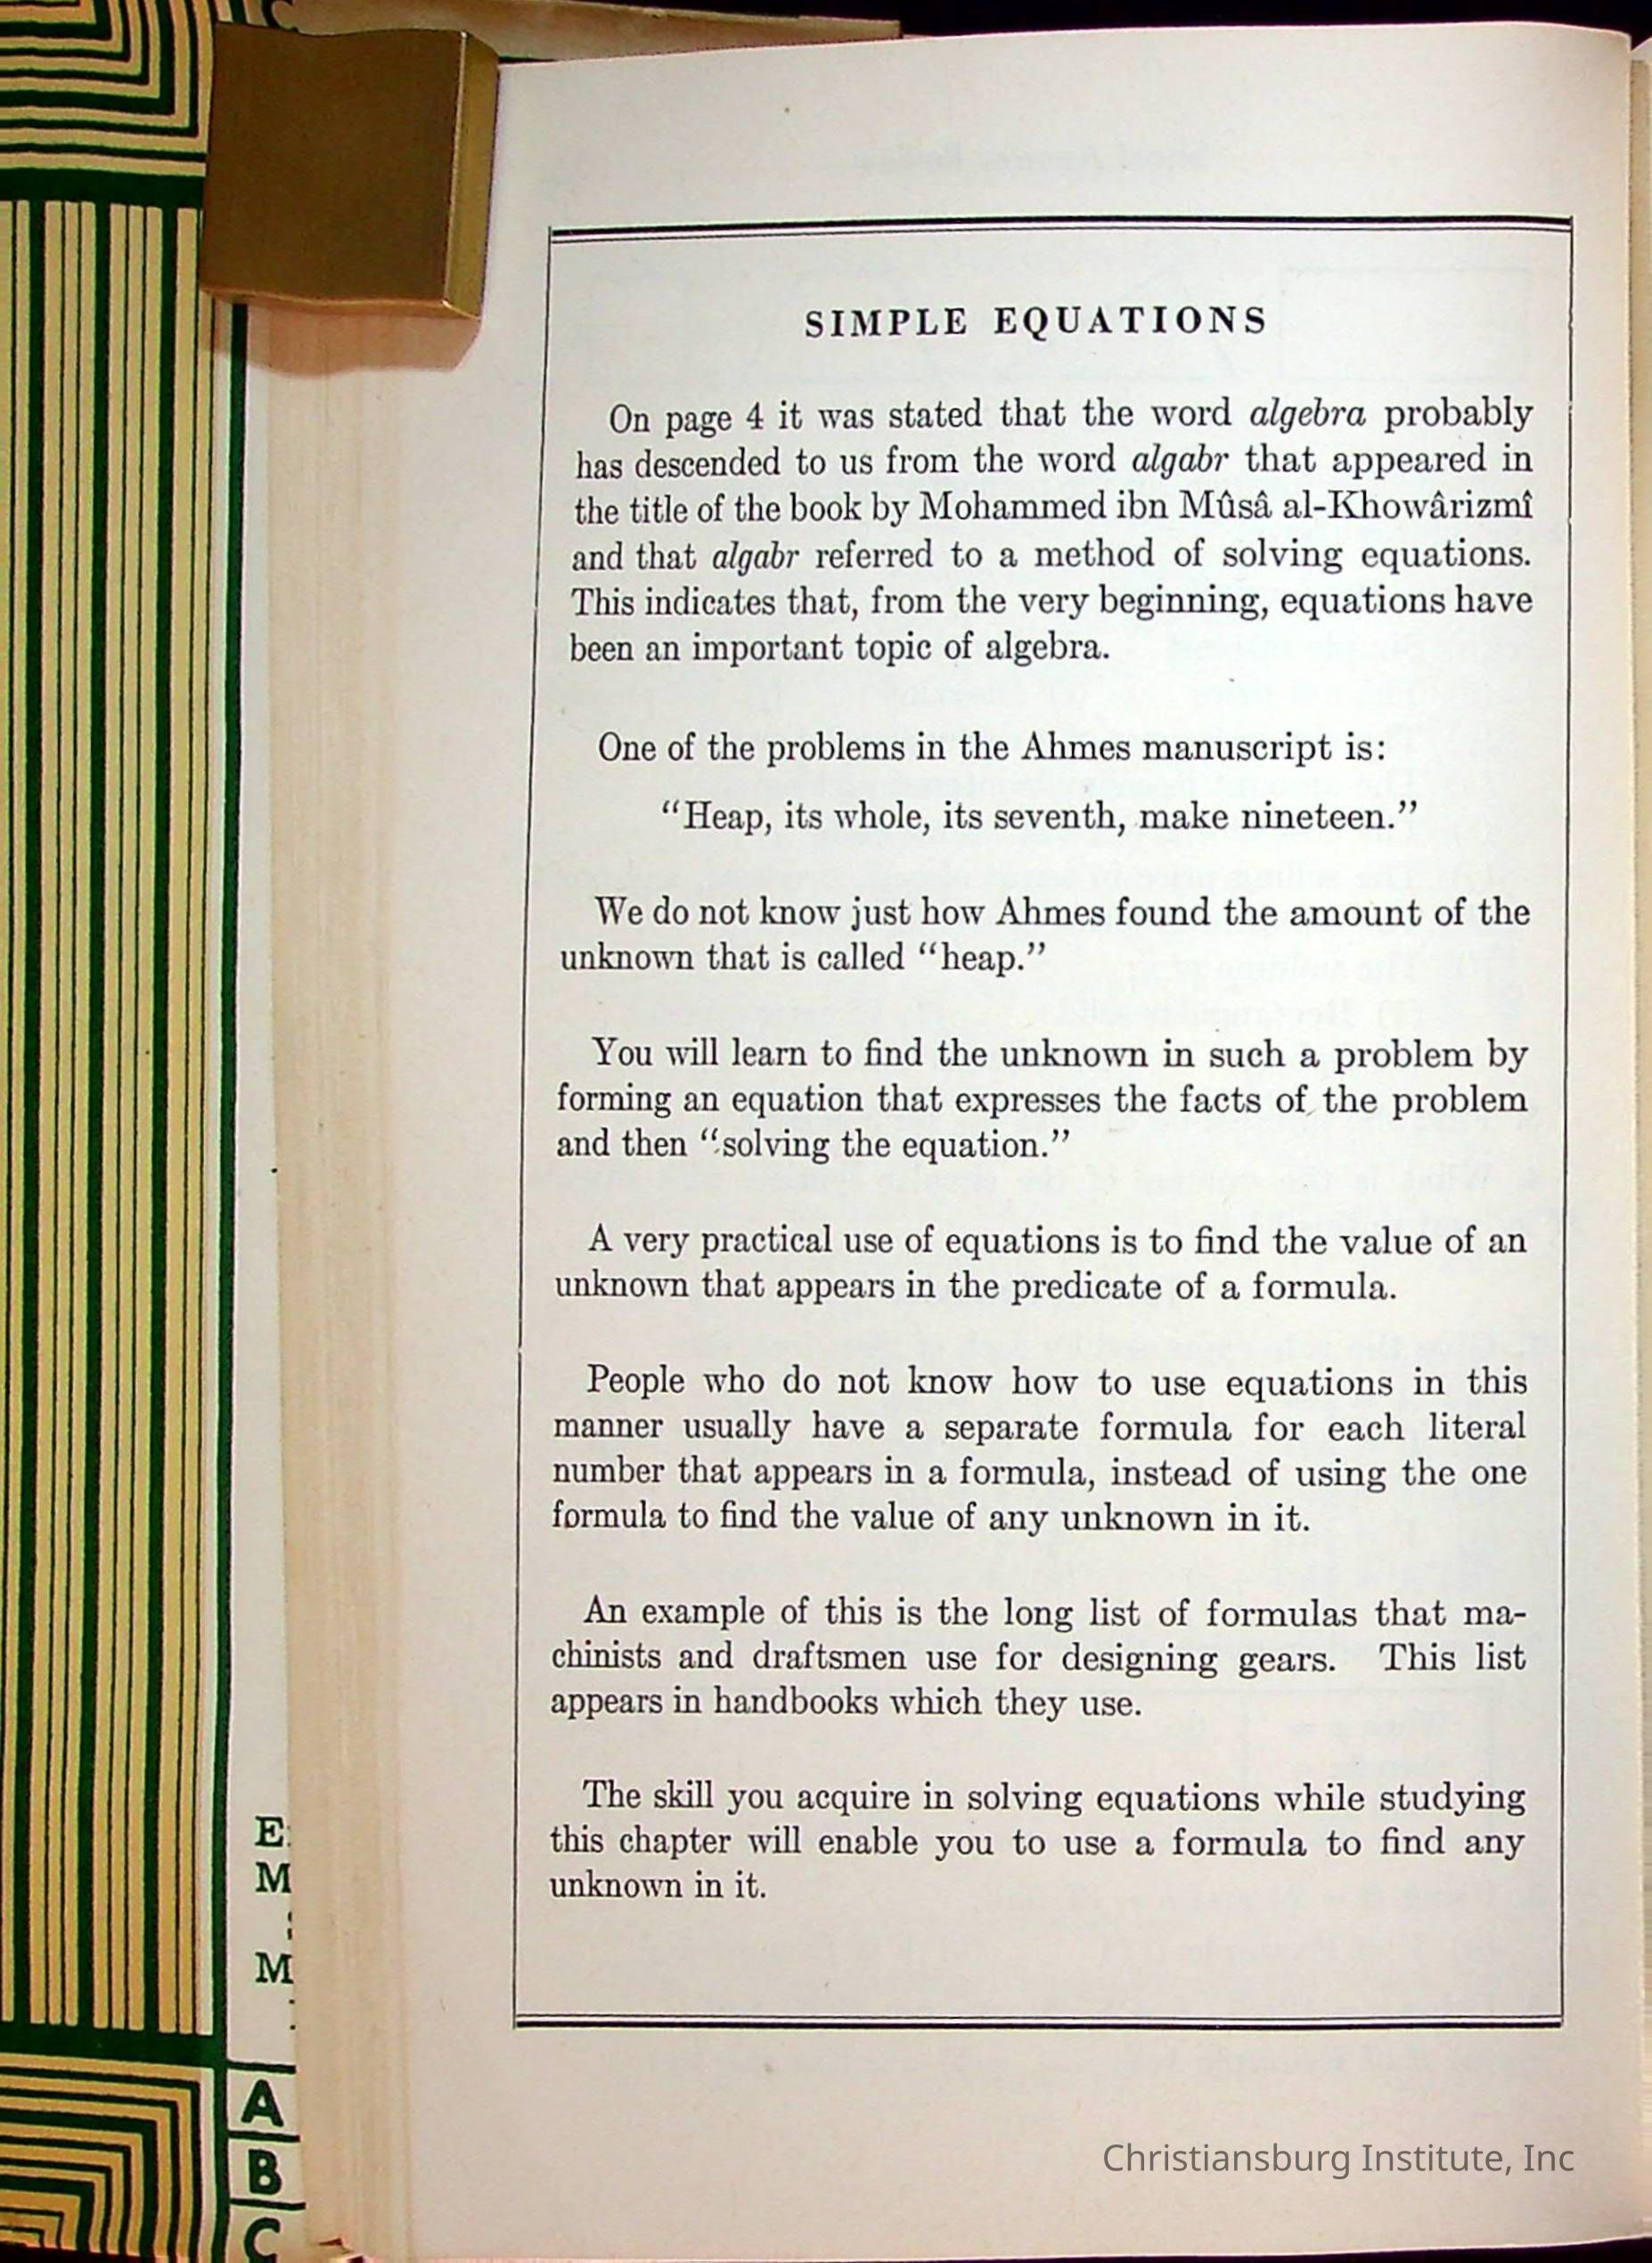 SIMPLE EQUATIONS
On page 4 it was stated that the word algebra probably
has descended to us from the word algabr that appeared in
the title of the book by Mohammed ibn Mûsâ al-Khowârizmî
and that algabr referred to a method of solving equations.
This indicates that, from the very beginning, equations have
been an important topic of algebra.
One of the problems in the Ahmes manuscript is:
“Heap, its whole, its seventh, make nineteen.”
We do not know just how Ahmes found the amount of the
unknown that is called “heap.”
You will learn to find the unknown in such a problem by
forming an equation that expresses the facts of the problem
and then “solving the equation.”
A very practical use of equations is to find the value of an
unknown that appears in the predicate of a formula.
People who do not know how to use equations in this
manner usually have a separate formula for each literal
number that appears in a formula, instead of using the one
formula to find the value of any unknown in it.
An example of this is the long list of formulas that ma-
chinists and draftsmen use for designing gears. This list
appears in handbooks which they use.
The skill you acquire in solving equations while studying
this chapter will enable you to use a formula to find any
unknown in it.
E
M
M
A
B
C
Christiansburg Institute, Inc